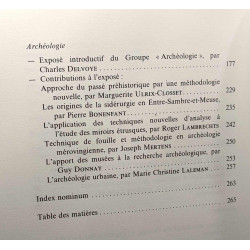 Archéologie
— Exposé introductif du Groupe « Archéologie », par
Charles DELVOYE 177
— Contributions à l'exposé :
Approche du passé préhistorique par une méthodologie
nouvelle, par Marguerite ULRIX-CLOSSET 220
Les origines de la sidérurgie en Entre-Sambre-et-Meuse,
par Pierre BONENFANT 229
L'application des techniques nouvelles d'analyse à
l'étude des miroirs étrusques, par Roger LAMBRECHTS 242
Technique de fouille et méthodologie en archéologie
mérovingienne, par Joseph MERTENS 250
L'apport des musées à la recherche archéologique, par
Guy DONNAY 253
L'archéologie urbaine, par Marie Christine LALEMAN 257
Index nominum 263
Table des matières 265